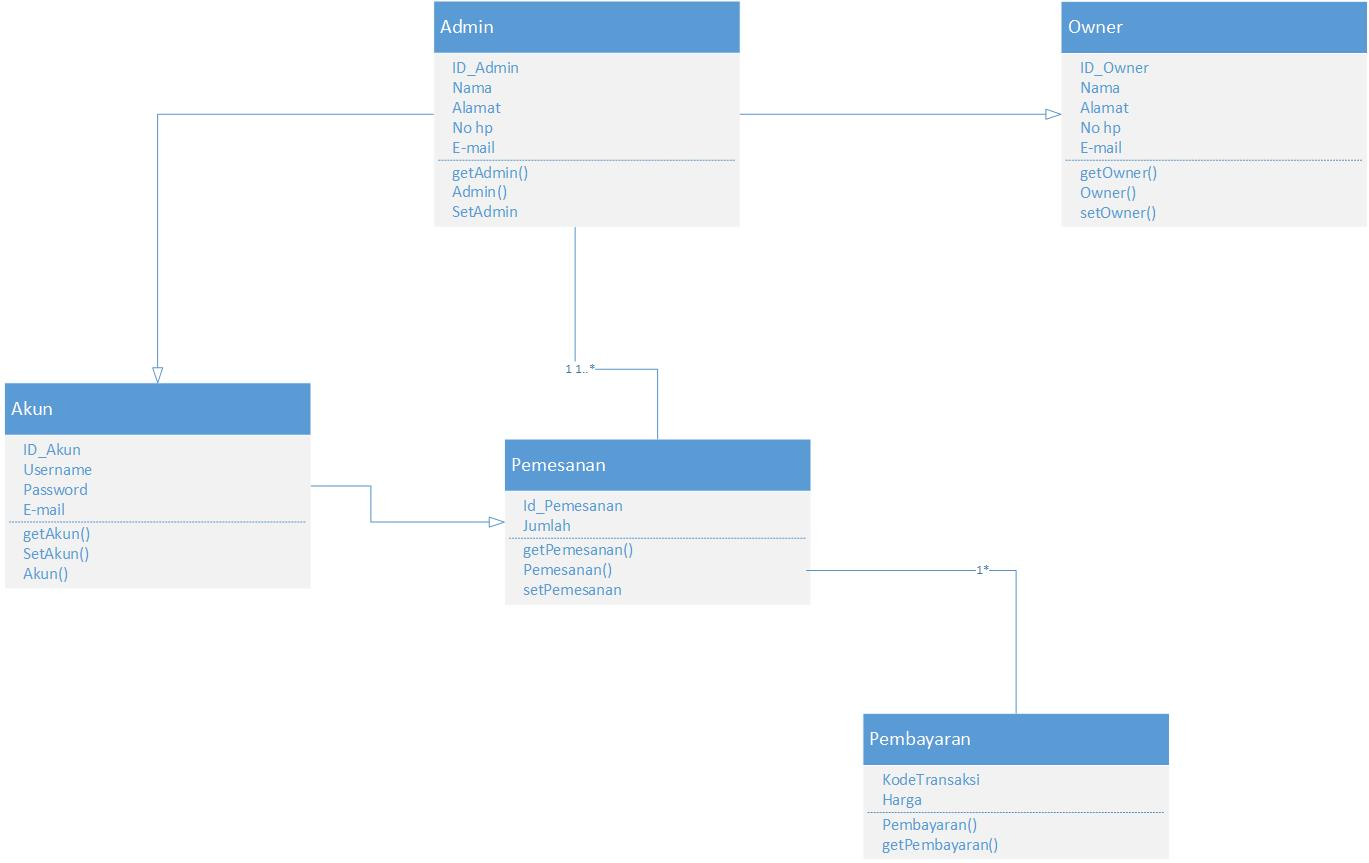 Admin
ID_Admin
Nama
Alamat
No hp
E-mail
getAdmin()
Admin()
SetAdmin
Owner
ID_Owner
Nama
Alamat
No hp
E-mail
getOwner()
Owner()
setOwner()
1 1..*
Akun
ID_Akun
Username
Password
E-mail
getAkun()
SetAkun()
Akun()
Pemesanan
Id_Pemesanan
Jumlah
getPemesanan()
Pemesanan()
setPemesanan
1*
Pembayaran
KodeTransaksi
Harga
Pembayaran()
getPembayaran()